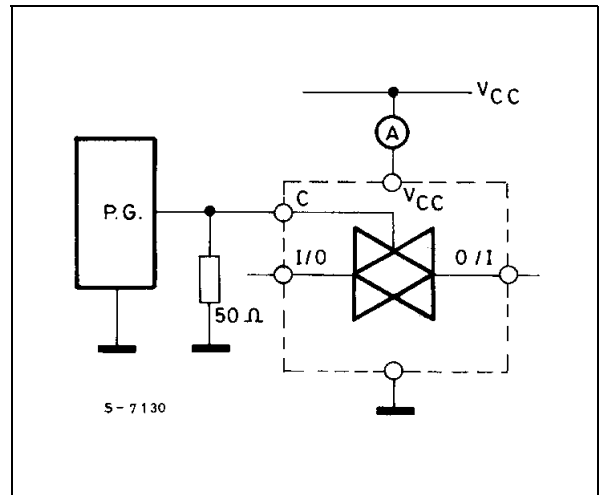 VCC
A
P.G.
C
VCC
I/O
O/I
50 Ω
S-7130